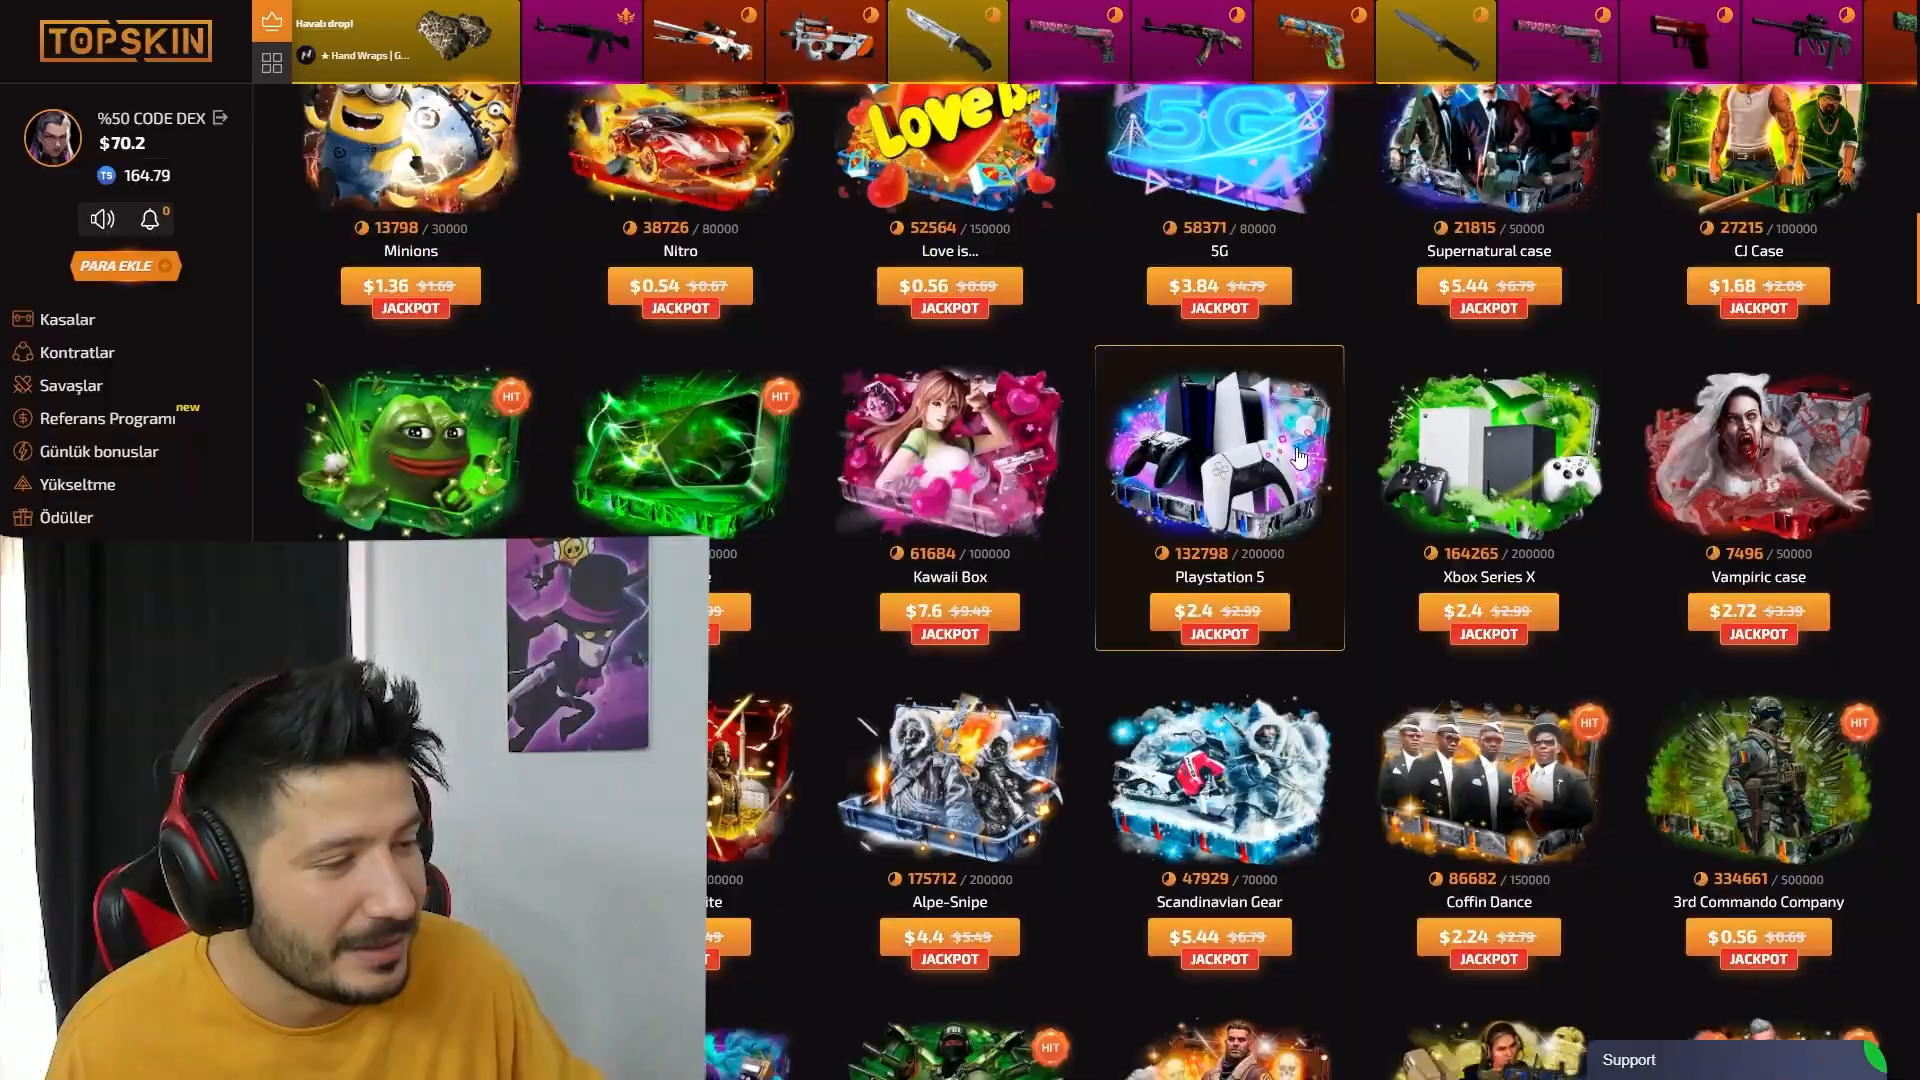 TOPSKIN
Havalı drop!
★ Hand Wraps | G...
%50 CODE DEX
$70.2
TS 164.79
0
PARA EKLE
Kasalar
Kontratlar
Savaşlar
Referans Programı new
Günlük bonuslar
Yükseltme
Ödüller
Love is...
5G
13798 / 30000
Minions
$1.36 $1.69
JACKPOT
38726 / 80000
Nitro
$0.54 $0.67
JACKPOT
52564 / 150000
Love is...
$0.56 $0.69
JACKPOT
58371 / 80000
5G
$3.84 $4.79
JACKPOT
21815 / 50000
Supernatural case
$5.44 $6.79
JACKPOT
27215 / 100000
CJ Case
$1.68 $2.09
JACKPOT
HIT
HIT
61684 / 100000
Kawaii Box
$7.6 $9.49
JACKPOT
132798 / 200000
Playstation 5
$2.4 $2.99
JACKPOT
164265 / 200000
Xbox Series X
$2.4 $2.99
JACKPOT
7496 / 50000
Vampiric case
$2.72 $3.39
JACKPOT
HIT
HIT
175712 / 200000
Alpe-Snipe
$4.4 $5.49
JACKPOT
47929 / 70000
Scandinavian Gear
$5.44 $6.79
JACKPOT
86682 / 150000
Coffin Dance
$2.24 $2.79
JACKPOT
334661 / 500000
3rd Commando Company
$0.56 $0.69
JACKPOT
HIT
Support